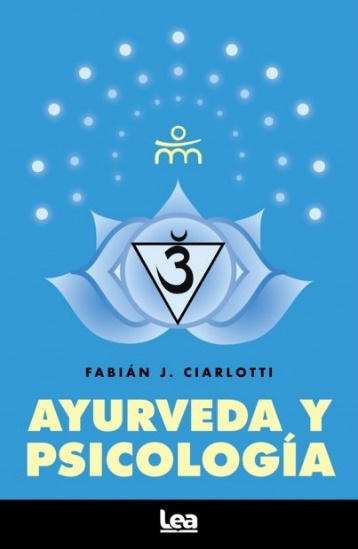 FABIÁN J. CIARLOTTI
AYURVEDA Y
PSICOLOGÍA
Lea